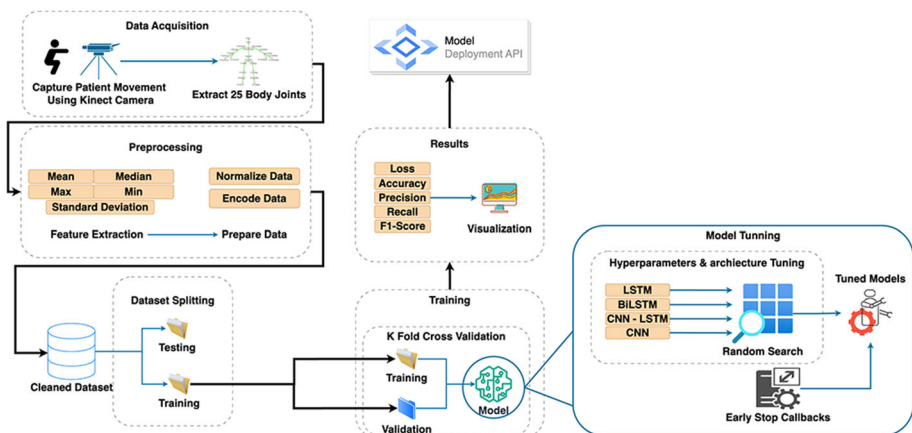 Data Acquisition
Capture Patient Movement
Using Kinect Camera
Extract 25 Body Joints
Preprocessing
Mean
Median
Max
Min
Standard Deviation
Normalize Data
Encode Data
Feature Extraction
Prepare Data
Cleaned Dataset
Dataset Splitting
Testing
Training
Model
Deployment API
Results
Loss
Accuracy
Precision
Recall
F1-Score
Visualization
Training
K Fold Cross Validation
Training
Validation
Model
Model Tunning
Hyperparameters & archiecture Tuning
LSTM
BiLSTM
CNN - LSTM
CNN
Random Search
Tuned Models
Early Stop Callbacks